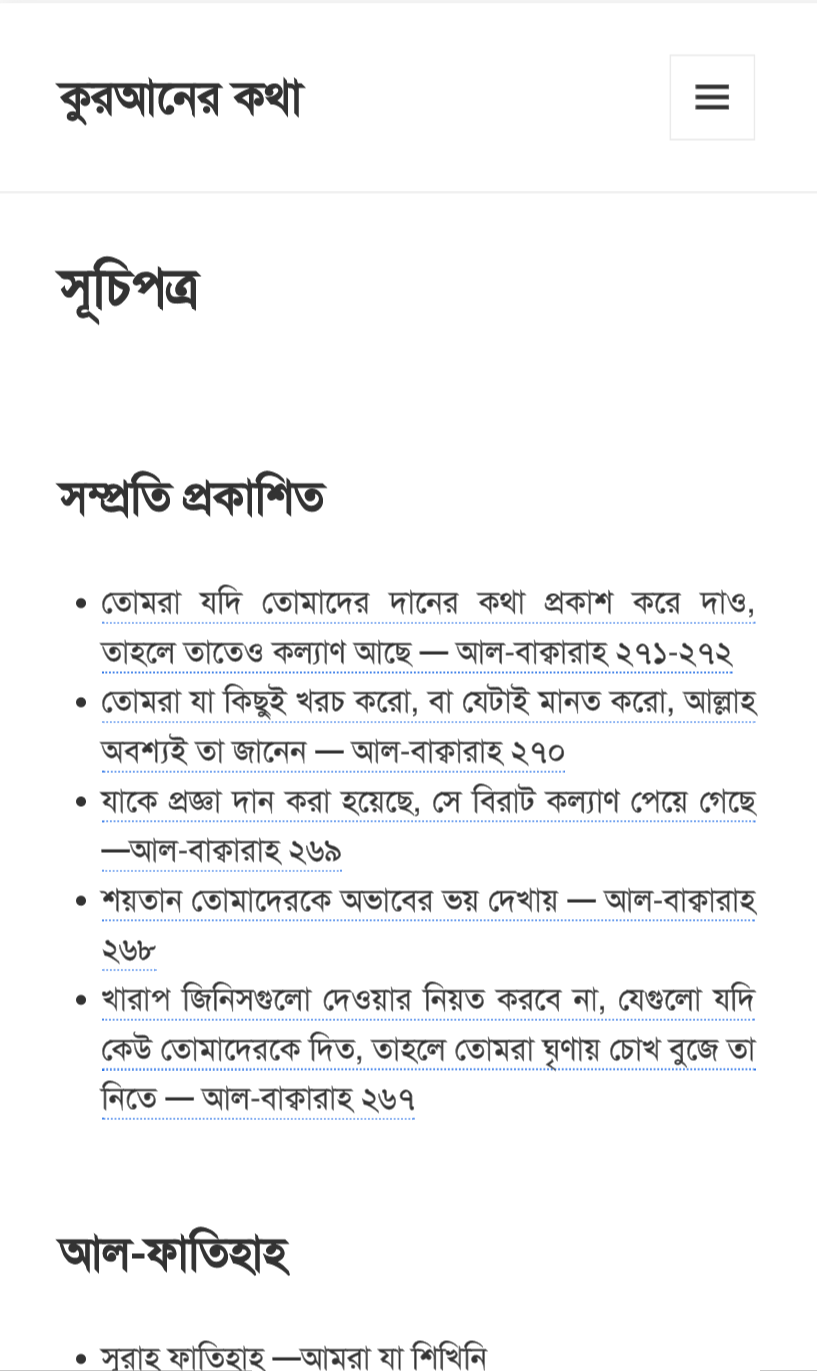 কুরআনের কথা
সূচিপত্র
সম্প্রতি প্রকাশিত
• তোমরা যদি তোমাদের দানের কথা প্রকাশ করে দাও,
তাহলে তাতেও কল্যাণ আছে — আল-বাক্বারাহ ২৭১-২৭২
• তোমরা যা কিছুই খরচ করো, বা যেটাই মানত করো, আল্লাহ
অবশ্যই তা জানেন — আল-বাক্বারাহ ২৭০
• যাকে প্রজ্ঞা দান করা হয়েছে, সে বিরাট কল্যাণ পেয়ে গেছে
—আল-বাক্বারাহ ২৬৯
• শয়তান তোমাদেরকে অভাবের ভয় দেখায় — আল-বাক্বারাহ
২৬৮
• খারাপ জিনিসগুলো দেওয়ার নিয়ত করবে না, যেগুলো যদি
কেউ তোমাদেরকে দিত, তাহলে তোমরা ঘৃণায় চোখ বুজে তা
নিতে — আল-বাক্বারাহ ২৬৭
আল-ফাতিহাহ
• সূরাহ ফাতিহাহ —আমরা যা শিখিনি